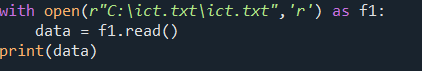 with open(r"C:\ict.txt\ict.txt",'r') as f1:
    data = f1.read()
print(data)